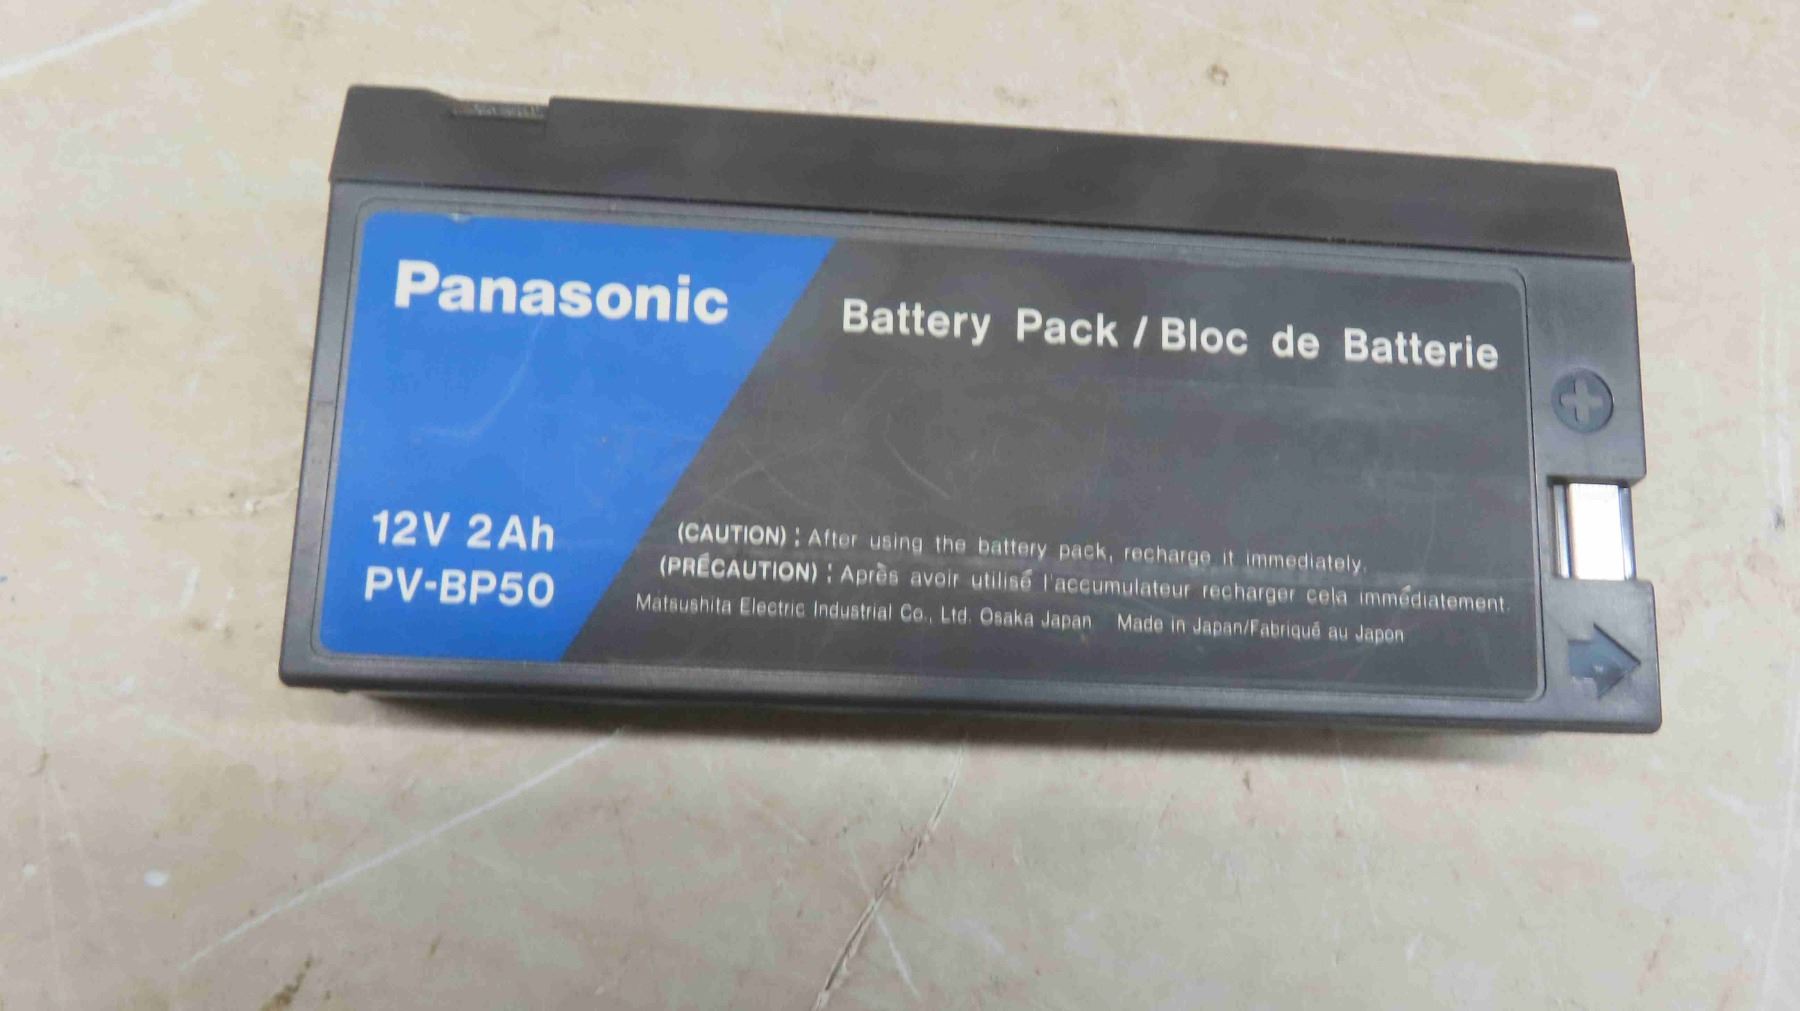 Panasonic
Battery Pack / Bloc de Batterie
12V 2Ah
PV-BP50
(CAUTION) : After using the battery pack, recharge it immediately.
(PRÉCAUTION) : Après avoir utilisé l'accumulateur recharger cela immédiatement.
Matsushita Electric Industrial Co., Ltd. Osaka Japan Made in Japan/Fabriqué au Japon